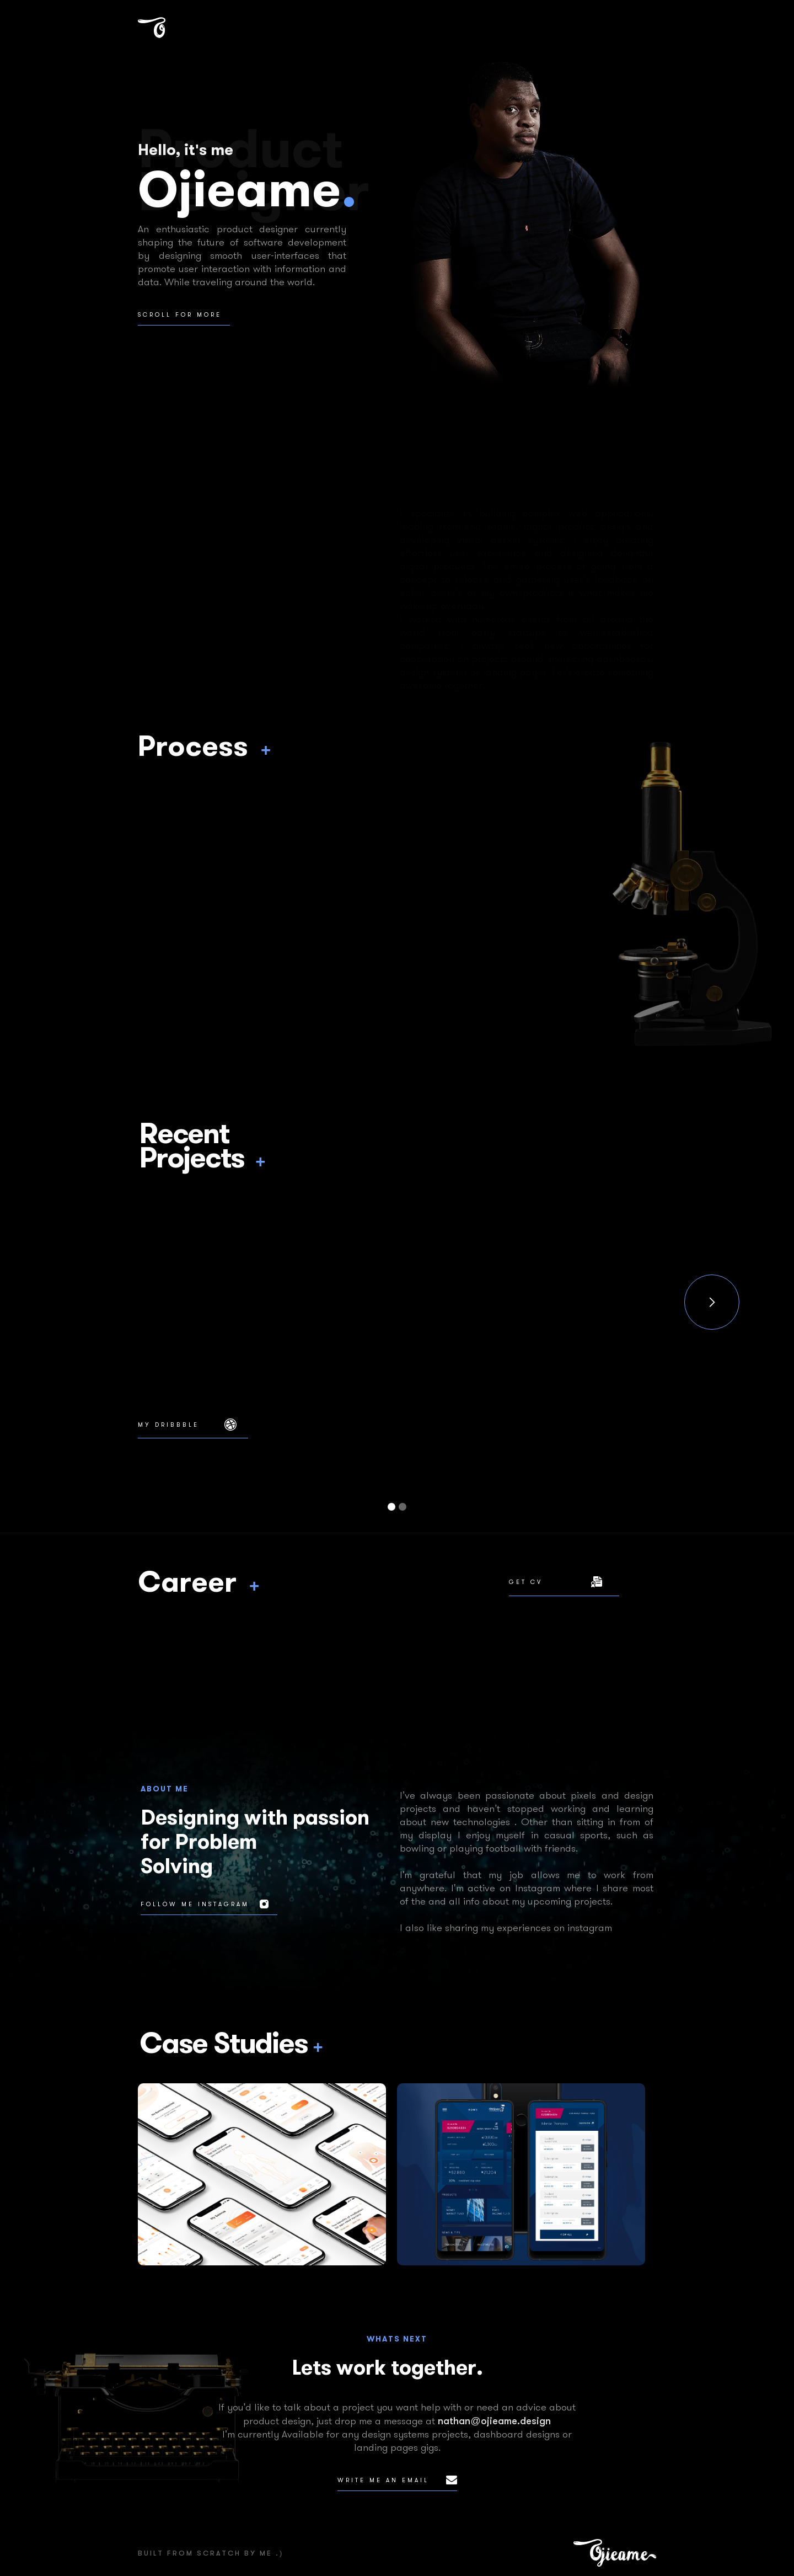 Product
Hello, it's me
Designer
Ojieame.
An enthusiastic product designer currently
shaping the future of software development
by designing smooth user-interfaces that
promote user interaction with information and
data. While traveling around the world.
SCROLL FOR MORE
Process +
Recent
Projects +
MY DRIBBBLE
Career +
GET CV
ABOUT ME
Designing with passion
for Problem
Solving
FOLLOW ME INSTAGRAM
I've always been passionate about pixels and design
projects and haven't stopped working and learning
about new technologies . Other than sitting in from of
my display I enjoy myself in casual sports, such as
bowling or playing football with friends.
I'm grateful that my job allows me to work from
anywhere. I'm active on Instagram where I share most
of the and all info about my upcoming projects.
I also like sharing my experiences on instagram
Case Studies +
WHATS NEXT
Lets work together.
If you'd like to talk about a project you want help with or need an advice about
product design, just drop me a message at nathan@ojieame.design
I'm currently Available for any design systems projects, dashboard designs or
landing pages gigs.
WRITE ME AN EMAIL
BUILT FROM SCRATCH BY ME .)
Ojieame